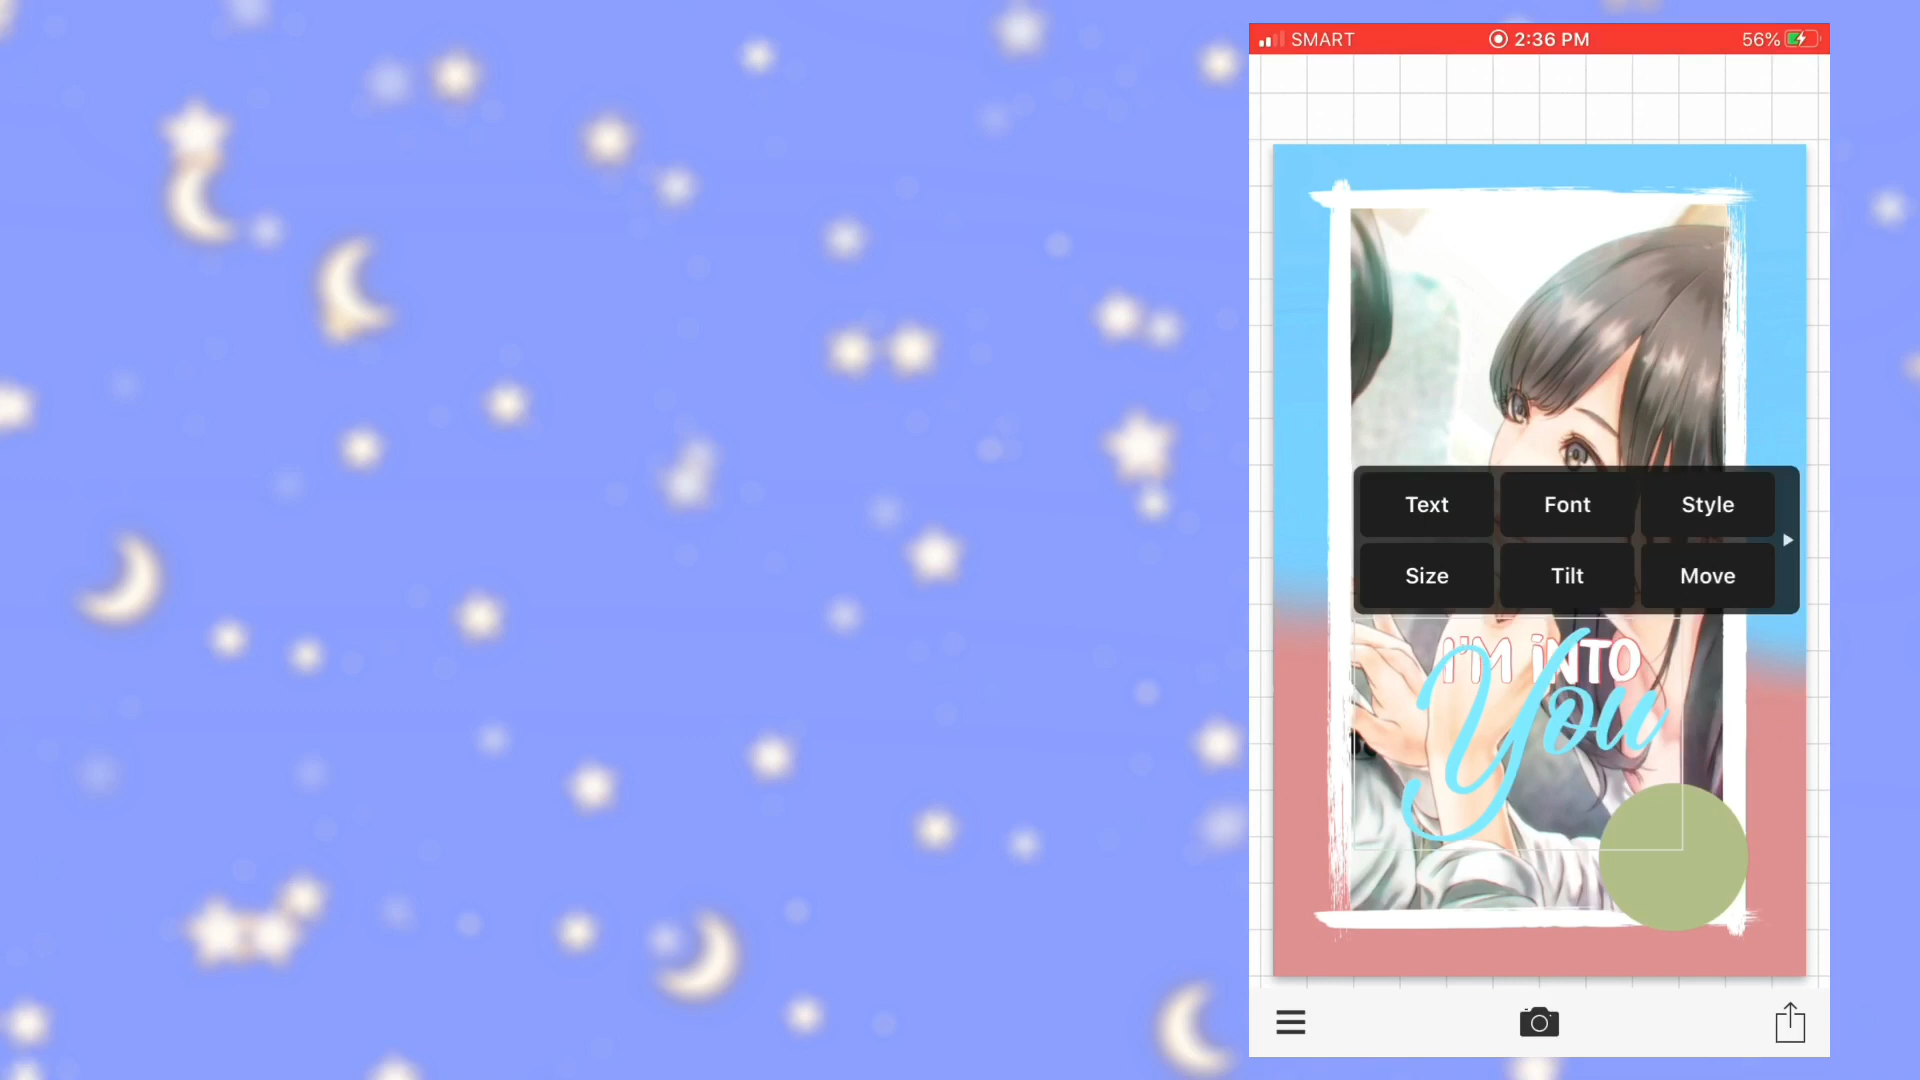 SMART 2:36 PM 56%
Text Font Style
Size Tilt Move
I'M iNTO
You